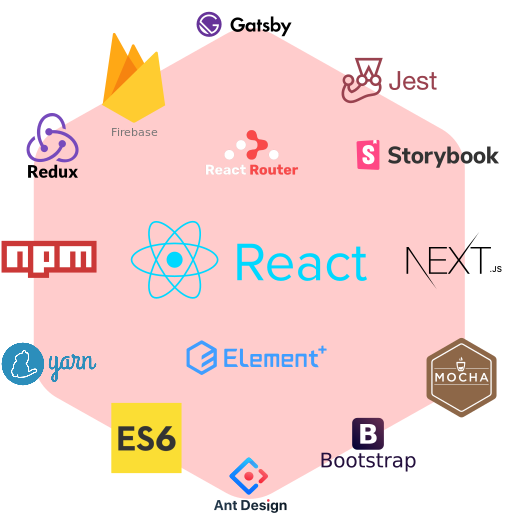 Gatsby
Jest
Firebase
Redux
React Router
S Storybook
npm
React
NEXT.JS
yarn
ELement+
MOCHA
ES6
B
Bootstrap
Ant Design